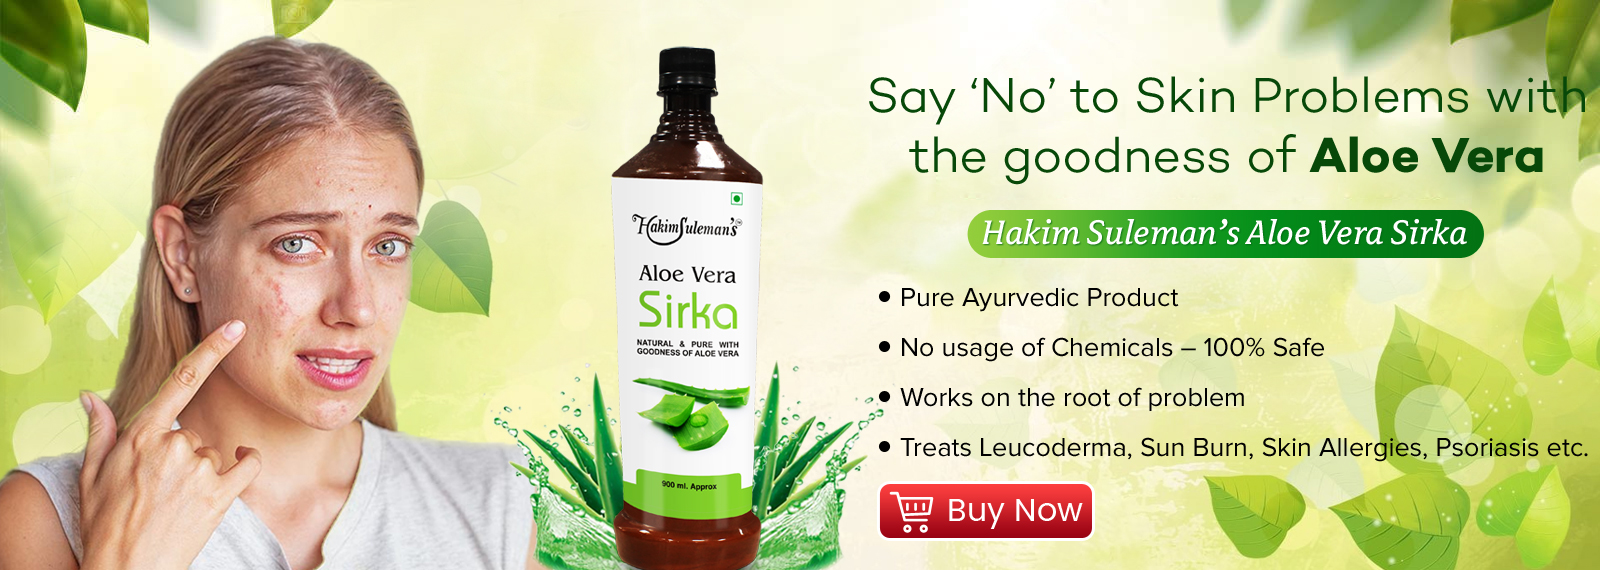 Say ‘No’ to Skin Problems with
the goodness of Aloe Vera
Hakim Suleman’s Aloe Vera Sirka
• Pure Ayurvedic Product
• No usage of Chemicals – 100% Safe
• Works on the root of problem
• Treats Leucoderma, Sun Burn, Skin Allergies, Psoriasis etc.
Buy Now
HakimSuleman's™
Aloe Vera
Sirka
NATURAL & PURE WITH
GOODNESS OF ALOE VERA
900 ml. Approx